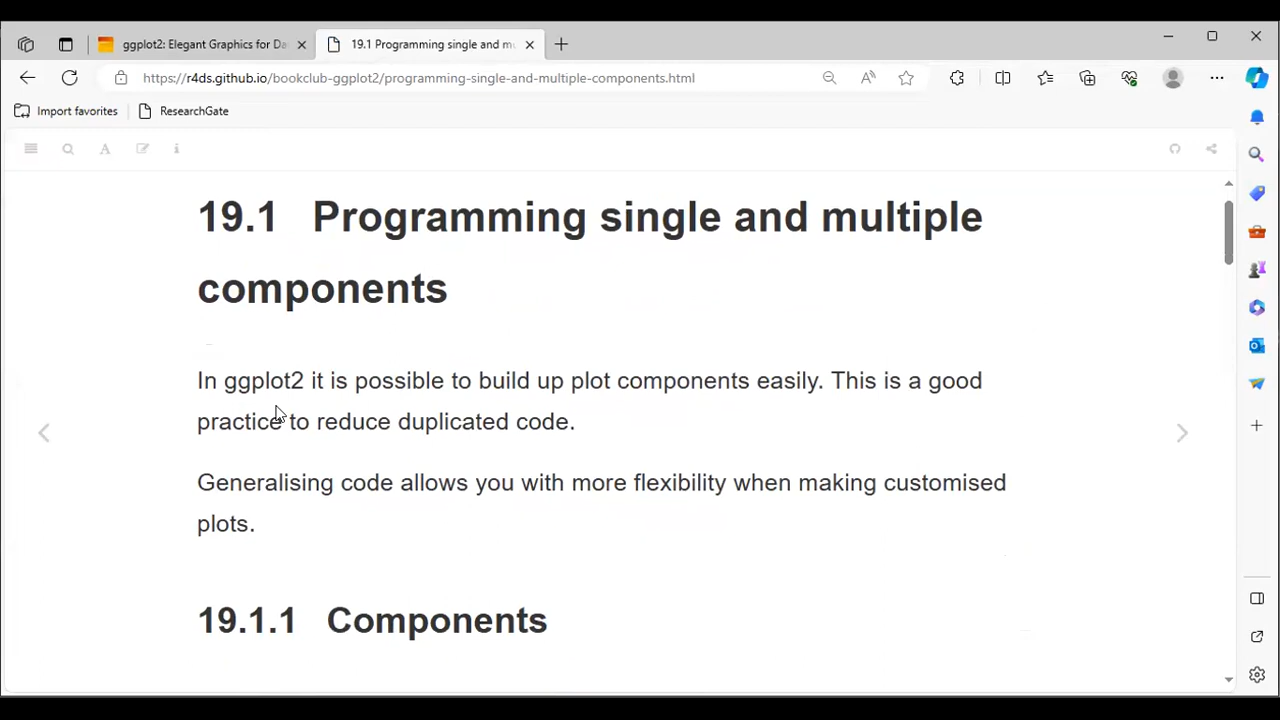 ggplot2: Elegant Graphics for Da
19.1 Programming single and mu
https://r4ds.github.io/bookclub-ggplot2/programming-single-and-multiple-components.html
Import favorites
ResearchGate
19.1 Programming single and multiple
components
In ggplot2 it is possible to build up plot components easily. This is a good
practice to reduce duplicated code.
Generalising code allows you with more flexibility when making customised
plots.
19.1.1 Components